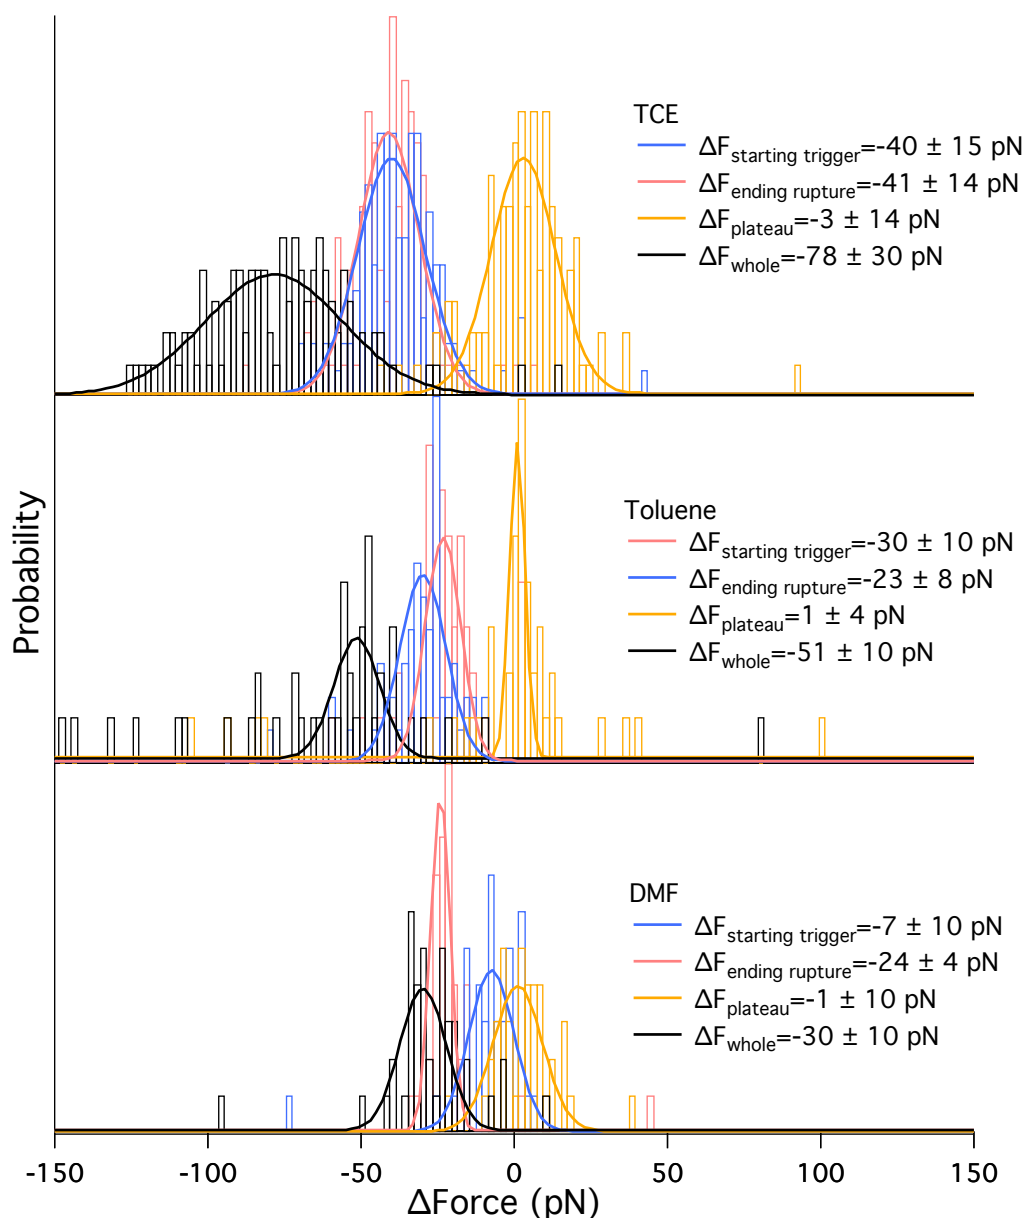 TCE
ΔFstarting trigger=-40 ± 15 pN
ΔFending rupture=-41 ± 14 pN
ΔFplateau=-3 ± 14 pN
ΔFwhole=-78 ± 30 pN
Toluene
ΔFstarting trigger=-30 ± 10 pN
ΔFending rupture=-23 ± 8 pN
ΔFplateau=1 ± 4 pN
ΔFwhole=-51 ± 10 pN
Probability
DMF
ΔFstarting trigger=-7 ± 10 pN
ΔFending rupture=-24 ± 4 pN
ΔFplateau=-1 ± 10 pN
ΔFwhole=-30 ± 10 pN
-150 -100 -50 0 50 100 150
ΔForce (pN)